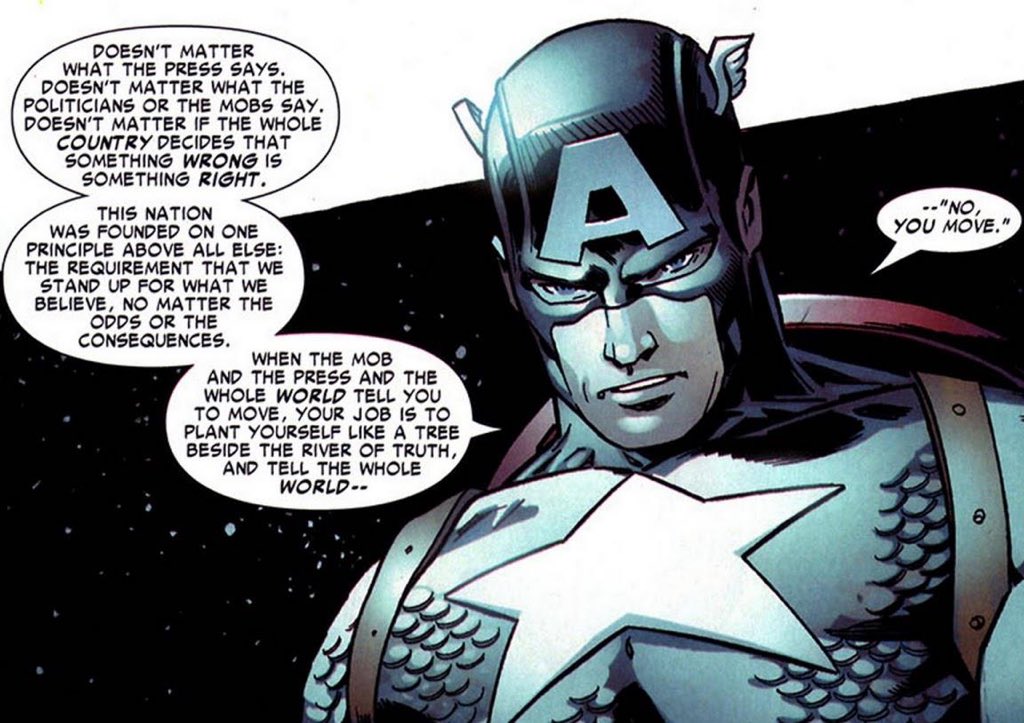 DOESN'T MATTER
WHAT THE PRESS SAYS.
DOESN'T MATTER WHAT THE
POLITICIANS OR THE MOBS SAY.
DOESN'T MATTER IF THE WHOLE
COUNTRY DECIDES THAT
SOMETHING WRONG IS
SOMETHING RIGHT.
THIS NATION
WAS FOUNDED ON ONE
PRINCIPLE ABOVE ALL ELSE:
THE REQUIREMENT THAT WE
STAND UP FOR WHAT WE
BELIEVE, NO MATTER THE
ODDS OR THE
CONSEQUENCES.
WHEN THE MOB
AND THE PRESS AND THE
WHOLE WORLD TELL YOU
TO MOVE, YOUR JOB IS TO
PLANT YOURSELF LIKE A TREE
BESIDE THE RIVER OF TRUTH,
AND TELL THE WHOLE
WORLD--
--"NO,
YOU MOVE."
A